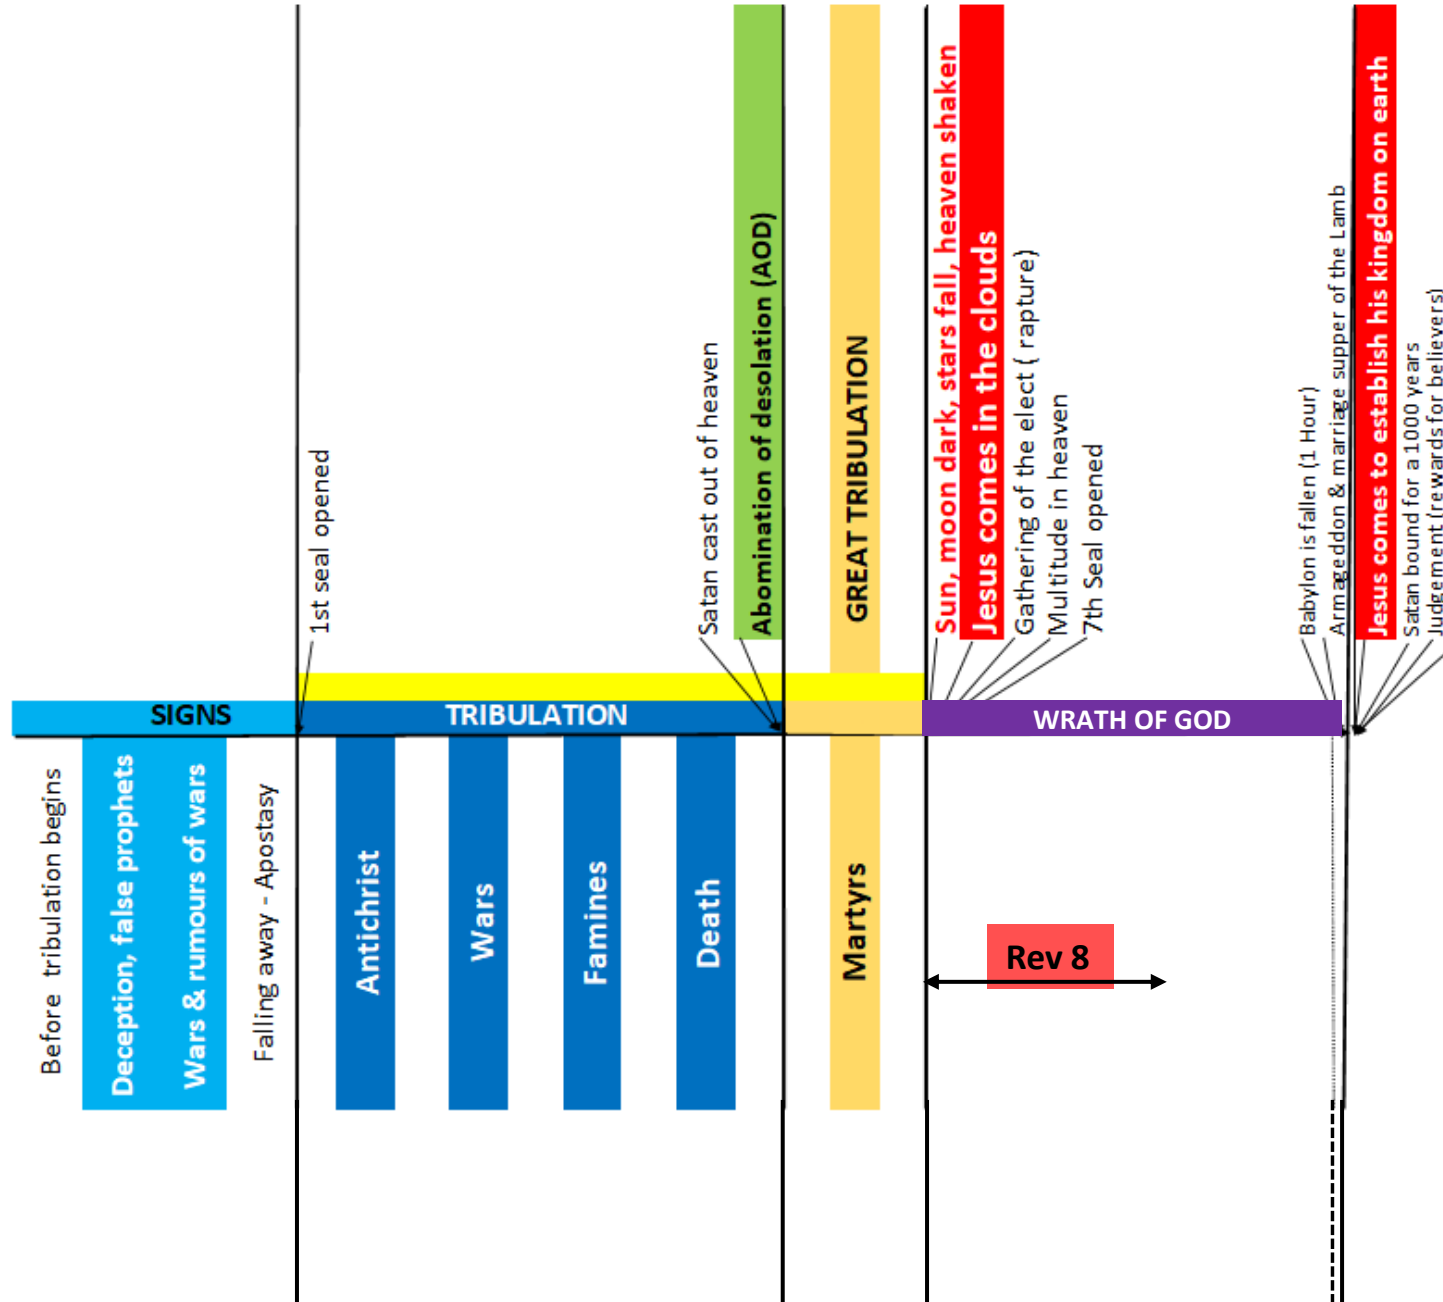 1st seal opened
Satan cast out of heaven
Abomination of desolation (AOD)
GREAT TRIBULATION
Sun, moon dark, stars fall, heaven shaken
Jesus comes in the clouds
Gathering of the elect ( rapture)
Multitude in heaven
7th Seal opened
Babylon is fallen (1 Hour)
Armageddon & marriage supper of the Lamb
Jesus comes to establish his kingdom on earth
Satan bound for a 1000 years
Judgement (rewards for believers)
SIGNS
TRIBULATION
WRATH OF GOD
Before tribulation begins
Deception, false prophets
Wars & rumours of wars
Falling away - Apostasy
Antichrist
Wars
Famines
Death
Martyrs
Rev 8